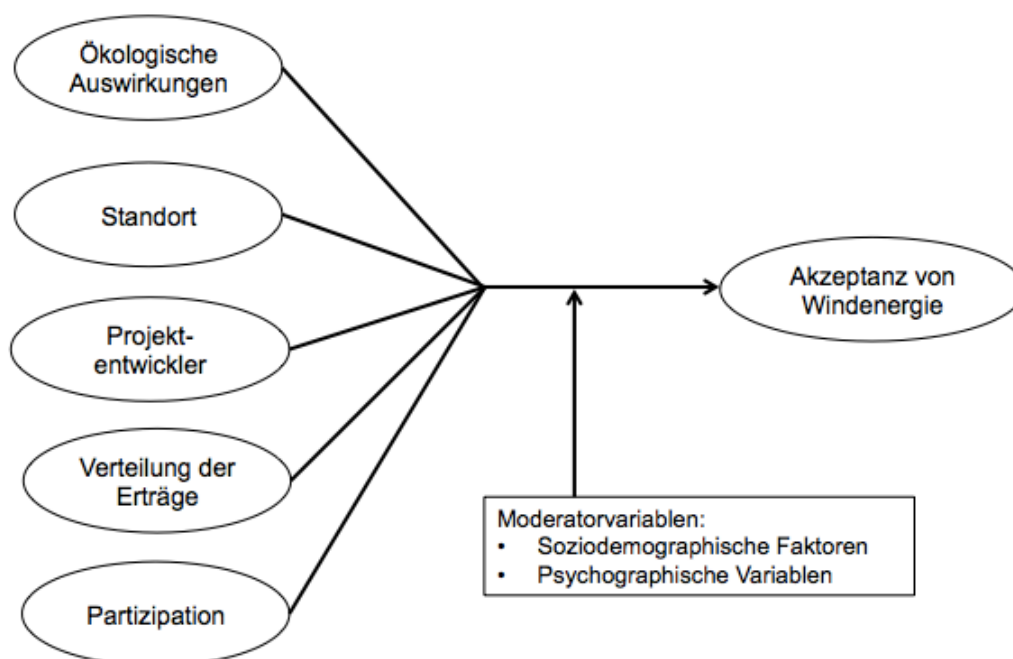 Ökologische
Auswirkungen
Standort
Projekt-
entwickler
Verteilung der
Erträge
Partizipation
Akzeptanz von
Windenergie
Moderatorvariablen:
• Soziodemographische Faktoren
• Psychographische Variablen